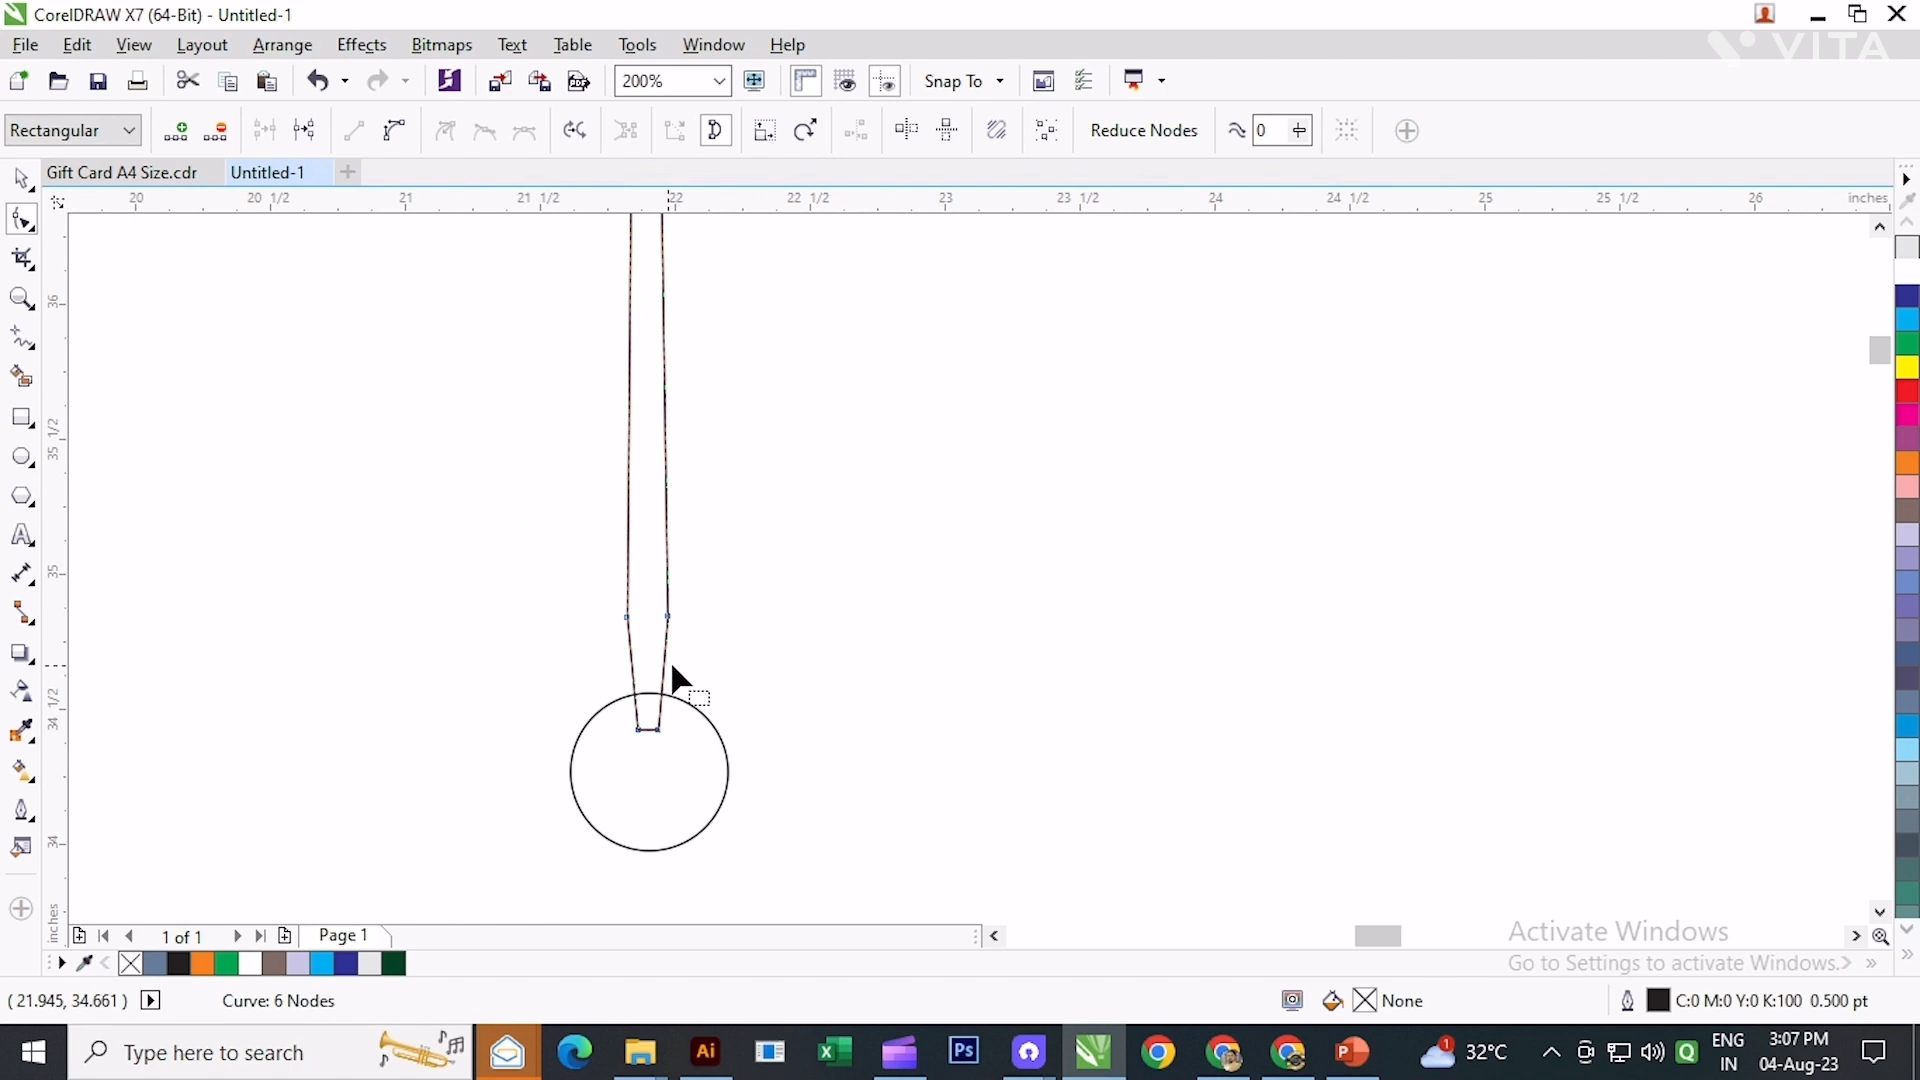 CorelDRAW X7 (64-Bit) - Untitled-1
File Edit View Layout Arrange Effects Bitmaps Text Table Tools Window Help
VITA
200% Snap To
Rectangular Reduce Nodes 0
Gift Card A4 Size.cdr Untitled-1
20 20 1/2 21 21 1/2 22 22 1/2 23 23 1/2 24 24 1/2 25 25 1/2 26 inches
36
35 1/2
35
34 1/2
34
inches
1 of 1 Page 1
Activate Windows
Go to Settings to activate Windows.
( 21.945, 34.661 ) Curve: 6 Nodes None C:0 M:0 Y:0 K:100 0.500 pt
Type here to search
Ai
Ps
1
32°C
ENG
IN
3:07 PM
04-Aug-23